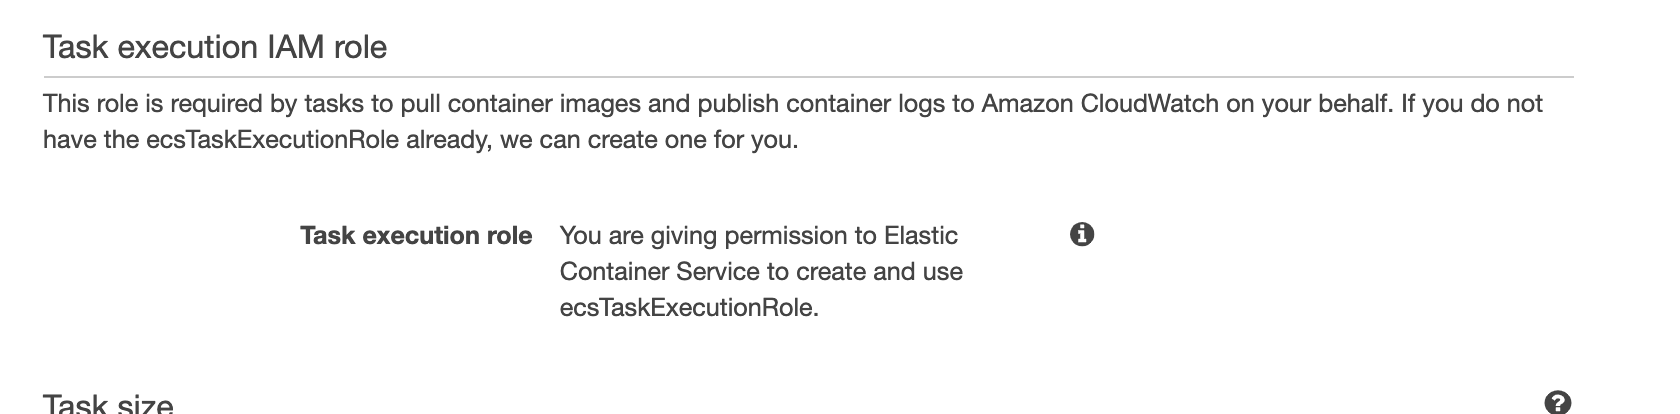 Task execution IAM role
This role is required by tasks to pull container images and publish container logs to Amazon CloudWatch on your behalf. If you do not
have the ecsTaskExecutionRole already, we can create one for you.
Task execution role
You are giving permission to Elastic
Container Service to create and use
ecsTaskExecutionRole.
Task size